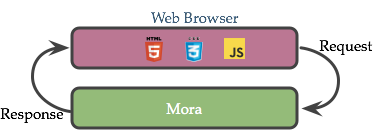 Web Browser
HTML
5
3
JS
Request
Response
Mora